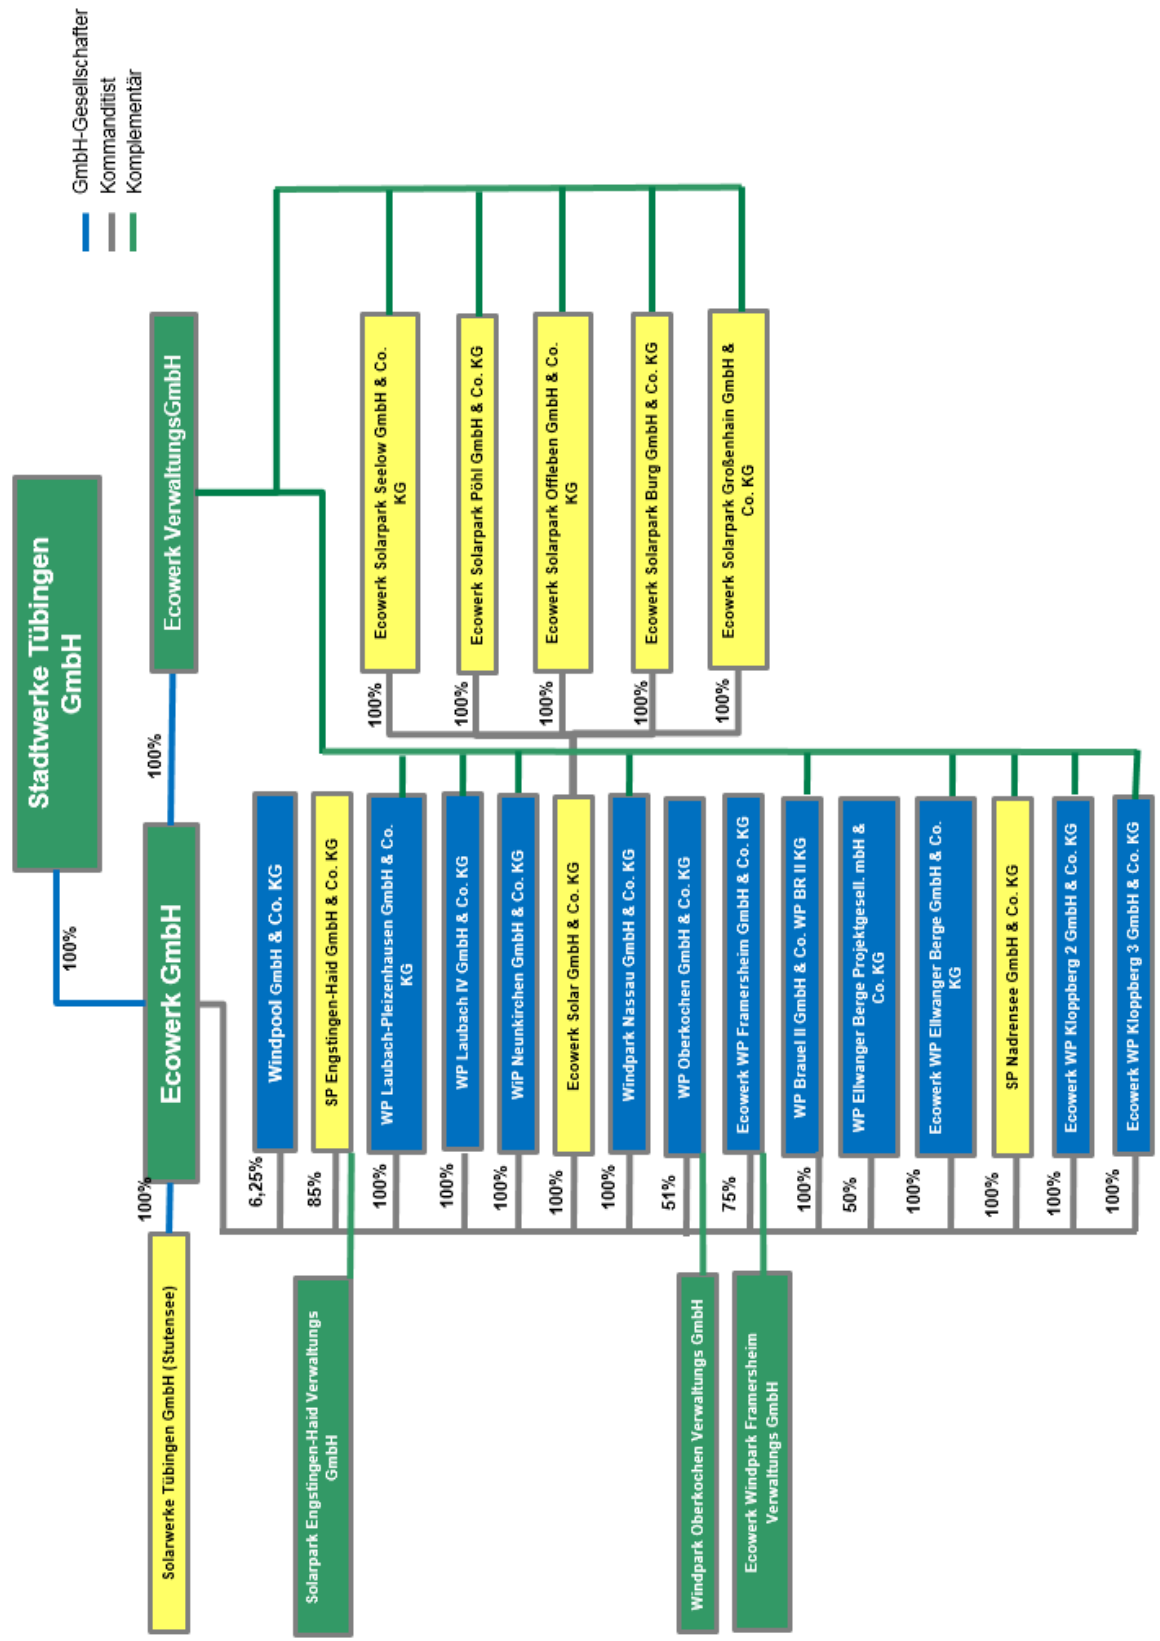 Stadtwerke Tübingen
GmbH
GmbH-Gesellschafter
Kommanditist
Komplementär
100%
Solarwerke Tübingen GmbH (Stutensee)
100%
Ecowerk GmbH
100%
Ecowerk VerwaltungsGmbH
6,25%
Windpool GmbH & Co. KG
Solarpark Engstingen-Haid Verwaltungs
GmbH
85%
SP Engstingen-Haid GmbH & Co. KG
100%
WP Laubach-Pleizenhausen GmbH & Co.
KG
100%
WP Laubach IV GmbH & Co. KG
100%
WiP Neunkirchen GmbH & Co. KG
100%
Ecowerk Solar GmbH & Co. KG
100%
Windpark Nassau GmbH & Co. KG
Windpark Oberkochen Verwaltungs GmbH
51%
WP Oberkochen GmbH & Co. KG
Ecowerk Windpark Framersheim
Verwaltungs GmbH
75%
Ecowerk WP Framersheim GmbH & Co. KG
100%
WP Brauel II GmbH & Co. WP BR II KG
50%
WP Ellwanger Berge Projektgesell. mbH &
Co. KG
100%
Ecowerk WP Ellwanger Berge GmbH & Co.
KG
100%
SP Nadrensee GmbH & Co. KG
100%
Ecowerk WP Kloppberg 2 GmbH & Co. KG
100%
Ecowerk WP Kloppberg 3 GmbH & Co. KG
100%
Ecowerk Solarpark Seelow GmbH & Co.
KG
100%
Ecowerk Solarpark Pöhl GmbH & Co. KG
100%
Ecowerk Solarpark Offleben GmbH & Co.
KG
100%
Ecowerk Solarpark Burg GmbH & Co. KG
100%
Ecowerk Solarpark Großenhain GmbH &
Co. KG